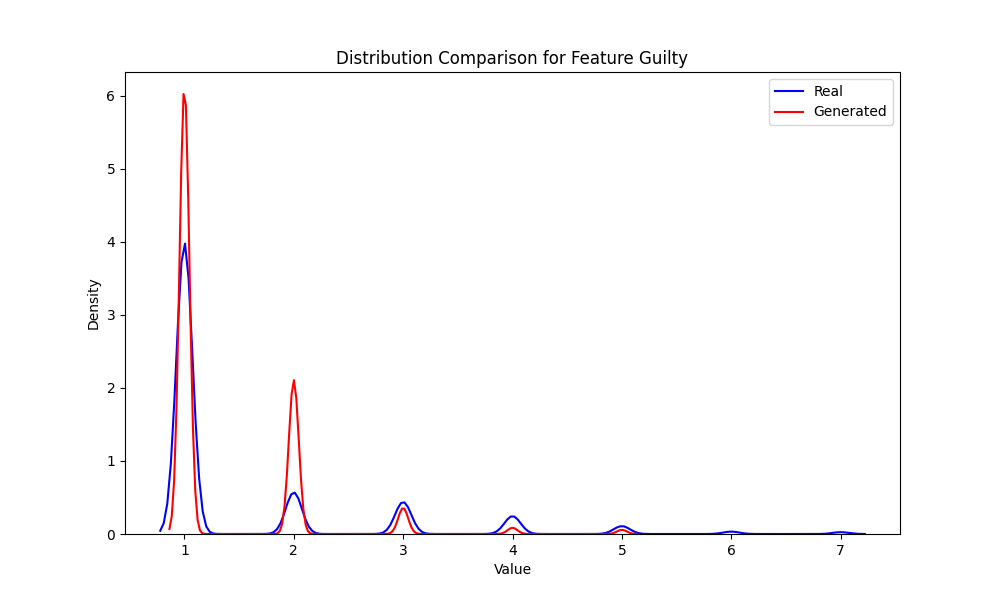 Distribution Comparison for Feature Guilty
Real
Generated
Density
6
5
4
3
2
1
0
1 2 3 4 5 6 7
Value